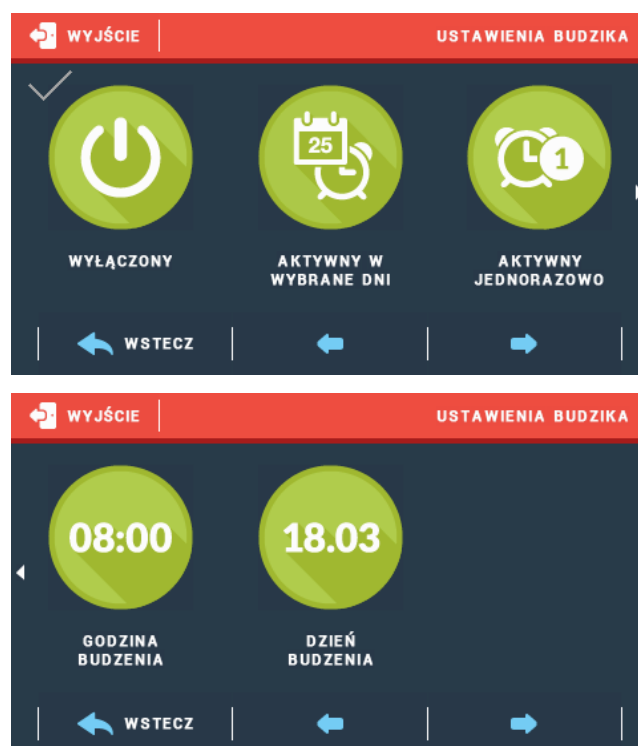 WYJŚCIE
USTAWIENIA BUDZIKA
25
1
WYŁĄCZONY
AKTYWNY W
WYBRANE DNI
AKTYWNY
JEDNORAZOWO
WSTECZ
WYJŚCIE
USTAWIENIA BUDZIKA
08:00
18.03
GODZINA
BUDZENIA
DZIEŃ
BUDZENIA
WSTECZ